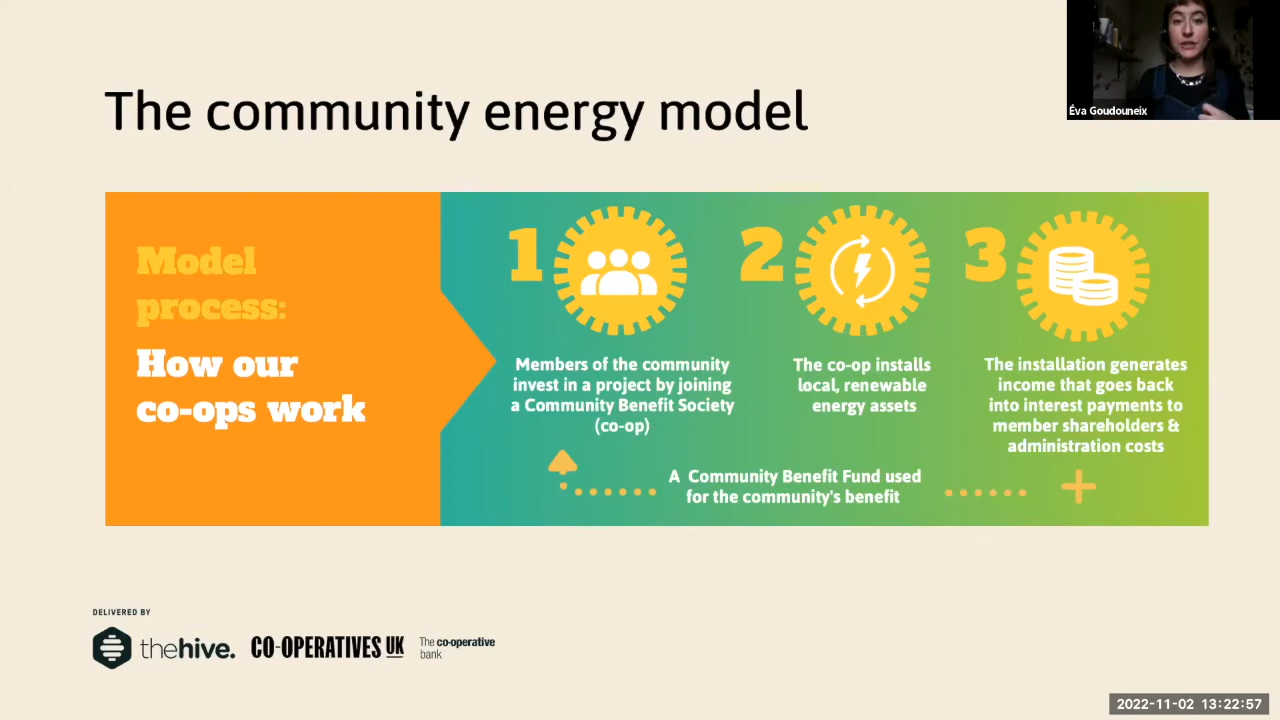 The community energy model
Éva Goudouneix
Model
process:
How our
co-ops work
1
Members of the community
invest in a project by joining
a Community Benefit Society
(co-op)
2
The co-op installs
local, renewable
energy assets
3
The installation generates
income that goes back
into interest payments to
member shareholders &
administration costs
+
A Community Benefit Fund used
for the community's benefit
DELIVERED BY
thehive.
CO-OPERATIVES UK
The co-operative
bank
2022-11-02 13:22:57